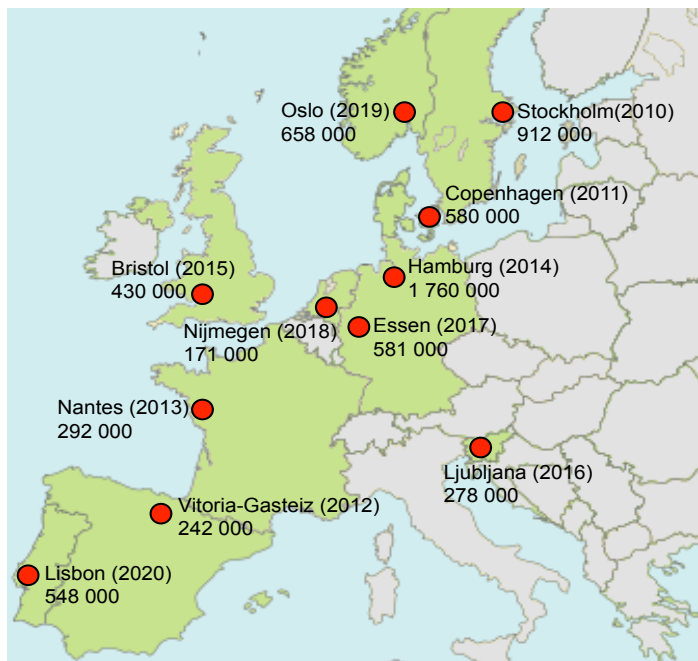 Oslo (2019)
658 000
Stockholm(2010)
912 000
Copenhagen (2011)
580 000
Bristol (2015)
430 000
Hamburg (2014)
1 760 000
Nijmegen (2018)
171 000
Essen (2017)
581 000
Nantes (2013)
292 000
Ljubljana (2016)
278 000
Vitoria-Gasteiz (2012)
242 000
Lisbon (2020)
548 000